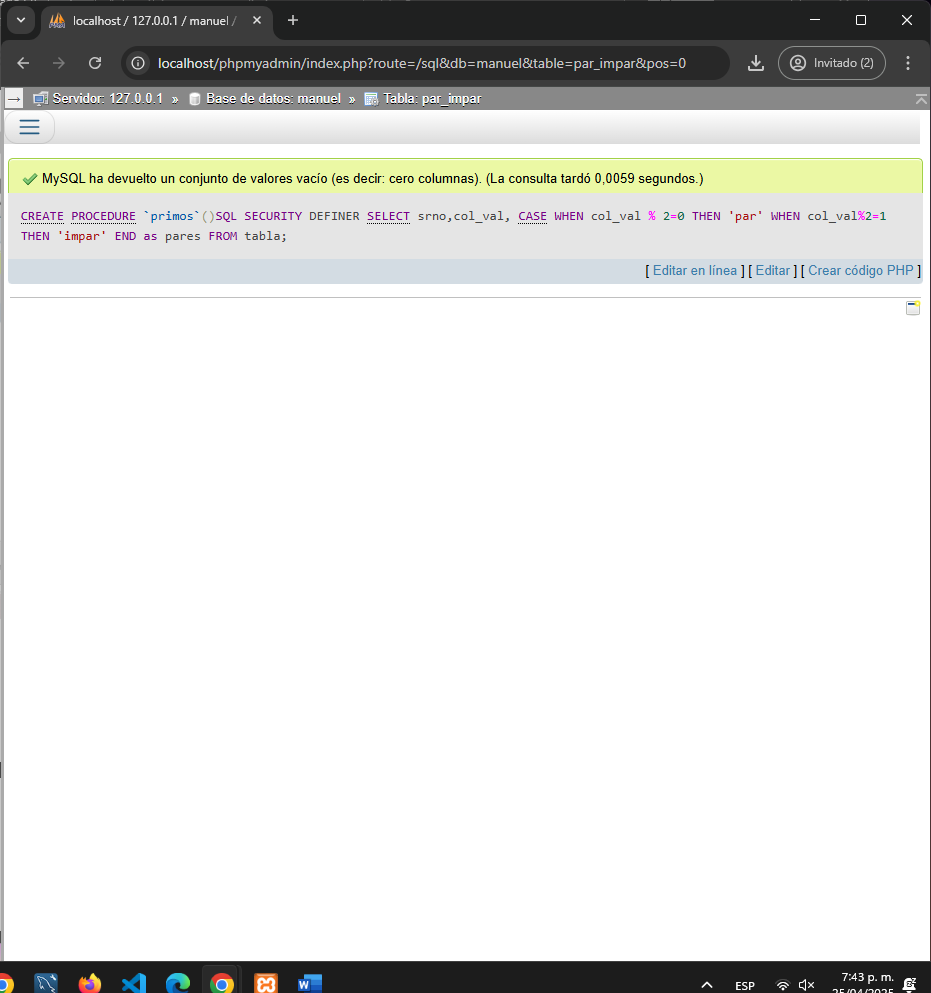 localhost / 127.0.0.1 / manuel /
localhost/phpmyadmin/index.php?route=/sql&db=manuel&table=par_impar&pos=0
Invitado (2)
Servidor: 127.0.0.1 » Base de datos: manuel » Tabla: par_impar
MySQL ha devuelto un conjunto de valores vacío (es decir: cero columnas). (La consulta tardó 0,0059 segundos.)
CREATE PROCEDURE `primos`()SQL SECURITY DEFINER SELECT srno,col_val, CASE WHEN col_val % 2=0 THEN 'par' WHEN col_val%2=1
THEN 'impar' END as pares FROM tabla;
[ Editar en línea ] [ Editar ] [ Crear código PHP ]
ESP
7:43 p. m.
25/04/2025